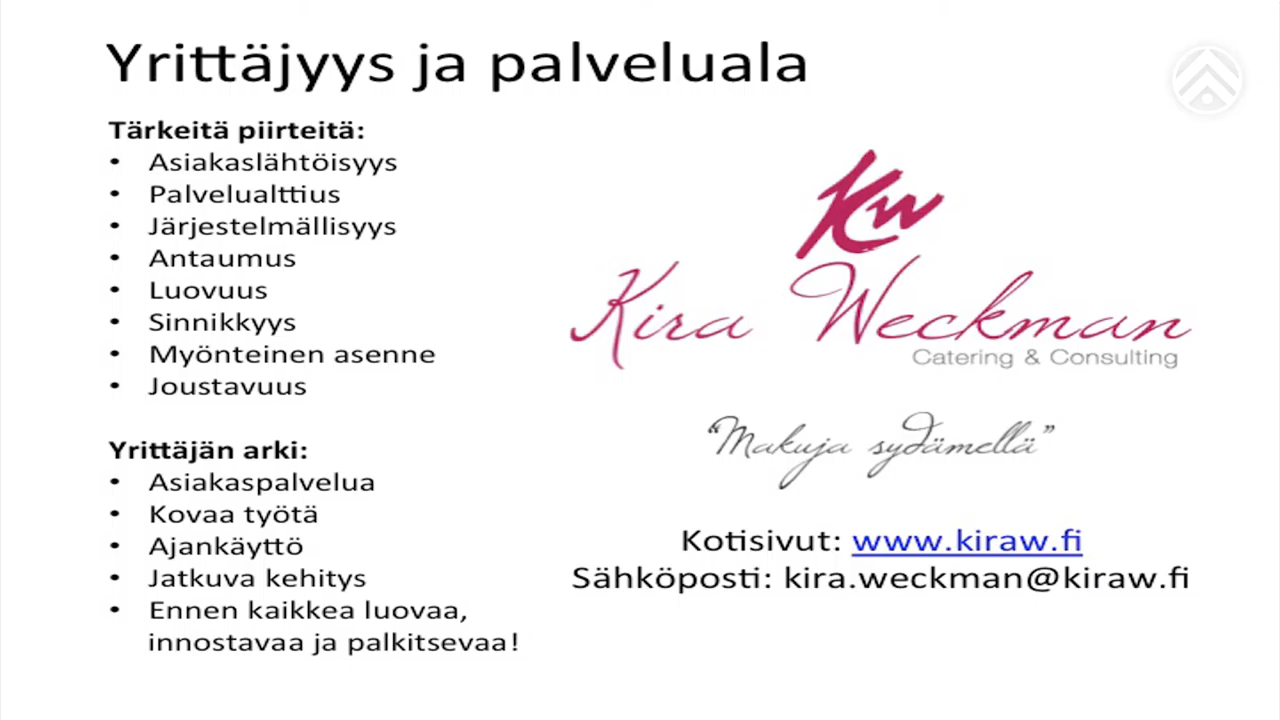 Yrittäjyys ja palveluala
Tärkeitä piirteitä:
• Asiakaslähtöisyys
• Palvelualttius
• Järjestelmällisyys
• Antaumus
• Luovuus
• Sinnikkyys
• Myönteinen asenne
• Joustavuus
Yrittäjän arki:
• Asiakaspalvelua
• Kovaa työtä
• Ajankäyttö
• Jatkuva kehitys
• Ennen kaikkea luovaa,
innostavaa ja palkitsevaa!
KW
Kira Weckman
Catering & Consulting
“Makuja sydämellä”
Kotisivut: www.kiraw.fi
Sähköposti: kira.weckman@kiraw.fi